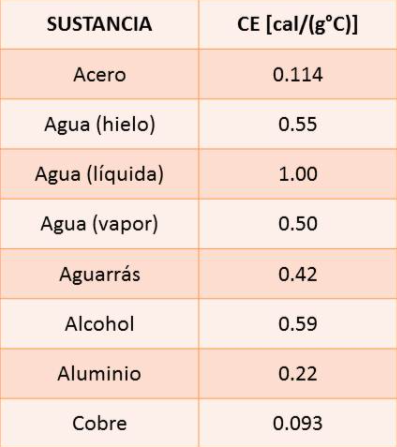 SUSTANCIA CE [cal/(g°C)]
Acero 0.114
Agua (hielo) 0.55
Agua (líquida) 1.00
Agua (vapor) 0.50
Aguarrás 0.42
Alcohol 0.59
Aluminio 0.22
Cobre 0.093